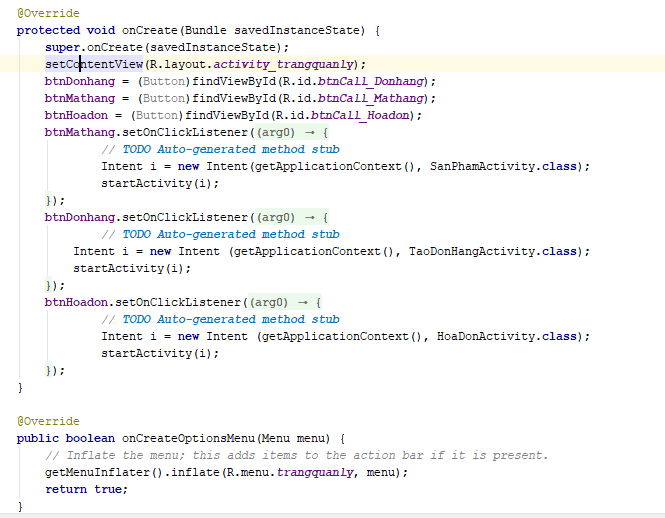 @Override
protected void onCreate(Bundle savedInstanceState) {
super.onCreate(savedInstanceState);
setContentView(R.layout.activity_trangquanly);
btnDonhang = (Button)findViewById(R.id.btnCall_Donhang);
btnMathang = (Button)findViewById(R.id.btnCall_Mathang);
btnHoadon = (Button)findViewById(R.id.btnCall_Hoadon);
btnMathang.setOnClickListener((arg0) → {
// TODO Auto-generated method stub
Intent i = new Intent(getApplicationContext(), SanPhamActivity.class);
startActivity(i);
});
btnDonhang.setOnClickListener((arg0) → {
// TODO Auto-generated method stub
Intent i = new Intent (getApplicationContext(), TaoDonHangActivity.class);
startActivity(i);
});
btnHoadon.setOnClickListener((arg0) → {
// TODO Auto-generated method stub
Intent i = new Intent (getApplicationContext(), HoaDonActivity.class);
startActivity(i);
});
}
@Override
public boolean onCreateOptionsMenu(Menu menu) {
// Inflate the menu; this adds items to the action bar if it is present.
getMenuInflater().inflate(R.menu.trangquanly, menu);
return true;
}